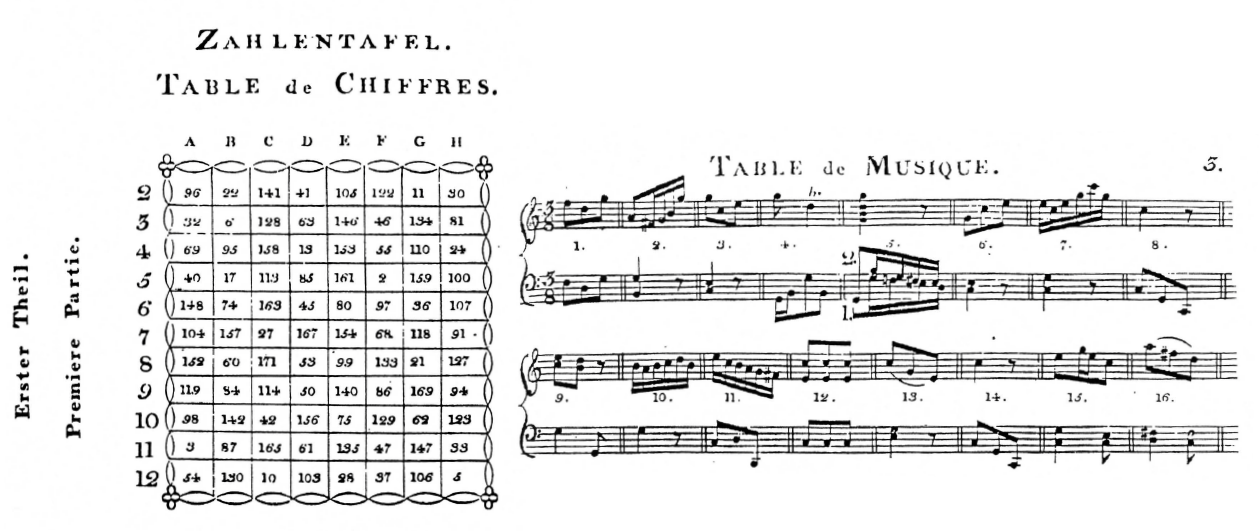 ZAHLENTAFEL.
TABLE de CHIFFRES.
Erster Theil.
Premiere Partie.
A B C D E F G H
2 96 22 141 41 105 122 11 30
3 32 6 128 63 146 46 134 81
4 69 95 158 13 153 55 110 24
5 40 17 113 85 161 2 159 100
6 148 74 163 45 80 97 36 107
7 104 157 27 167 154 68 118 91
8 152 60 171 53 99 133 21 127
9 119 84 114 50 140 86 169 94
10 98 142 42 156 75 129 62 123
11 3 87 165 61 135 47 147 33
12 54 130 10 103 28 37 106 5
TABLE de MUSIQUE. 3.
h.
3 8
1. 2. 3. 4. 5. 6. 7. 8.
2.
3 8
1.
9. 10. 11. 12. 13. 14. 15. 16.